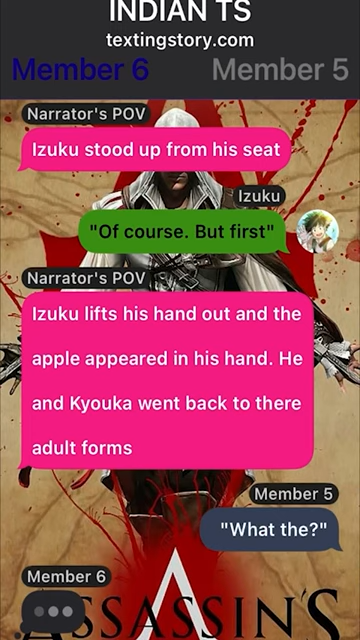 INDIAN TS
textingstory.com
Member 6 Member 5
Narrator's POV
Izuku stood up from his seat
Izuku
"Of course. But first"
Narrator's POV
Izuku lifts his hand out and the
apple appeared in his hand. He
and Kyouka went back to there
adult forms
Member 5
"What the?"
Member 6
ASSASSIN'S